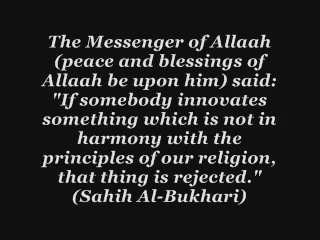 The Messenger of Allaah
(peace and blessings of
Allaah be upon him) said:
"If somebody innovates
something which is not in
harmony with the
principles of our religion,
that thing is rejected."
(Sahih Al-Bukhari)